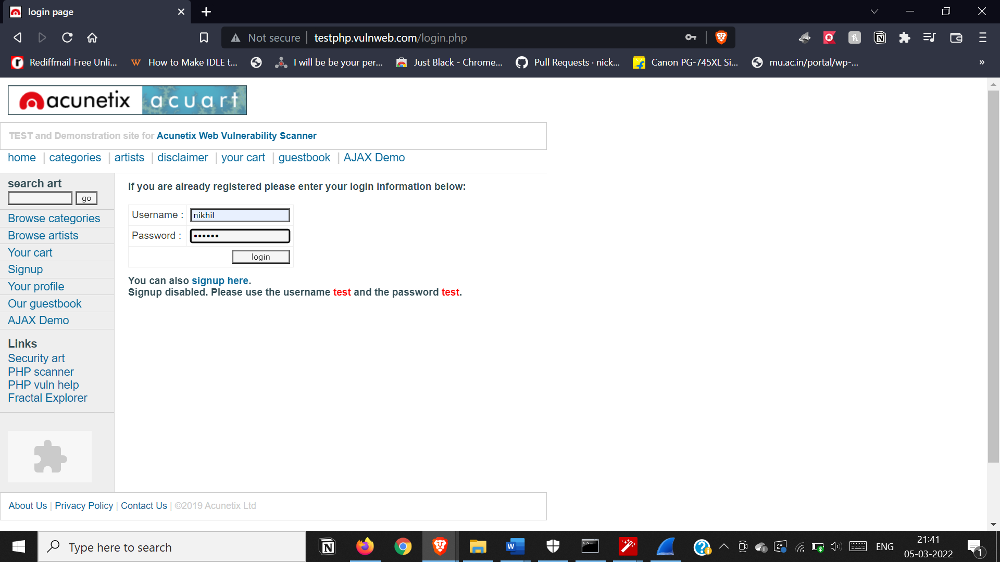 login page
Not secure testphp.vulnweb.com/login.php
Rediffmail Free Unli... How to Make IDLE t... I will be be your per... Just Black - Chrome... Pull Requests · nick... Canon PG-745XL Si... mu.ac.in/portal/wp-... »
acunetix acuart
TEST and Demonstration site for Acunetix Web Vulnerability Scanner
home | categories | artists | disclaimer | your cart | guestbook | AJAX Demo
search art
go
Browse categories
Browse artists
Your cart
Signup
Your profile
Our guestbook
AJAX Demo
Links
Security art
PHP scanner
PHP vuln help
Fractal Explorer
If you are already registered please enter your login information below:
Username : nikhil
Password : ••••••
login
You can also signup here.
Signup disabled. Please use the username test and the password test.
About Us | Privacy Policy | Contact Us | ©2019 Acunetix Ltd
Type here to search
ENG
21:41
05-03-2022
1